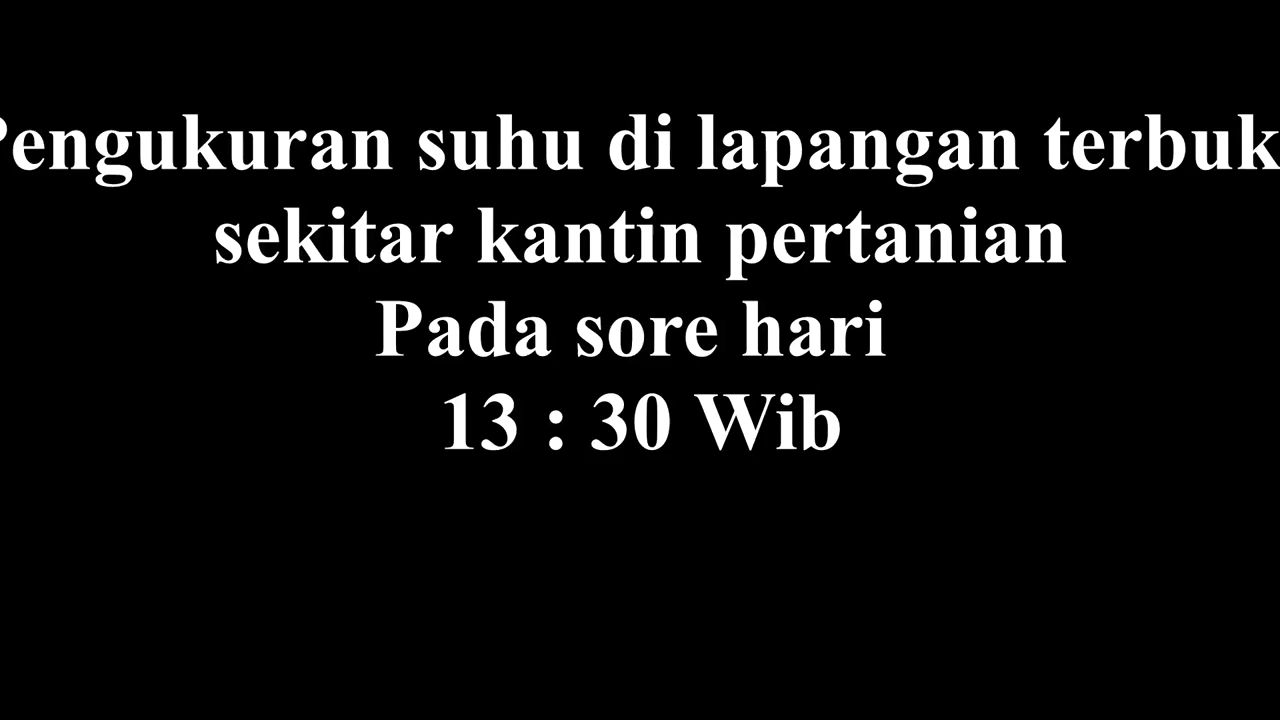 Pengukuran suhu di lapangan terbuk
sekitar kantin pertanian
Pada sore hari
13 : 30 Wib